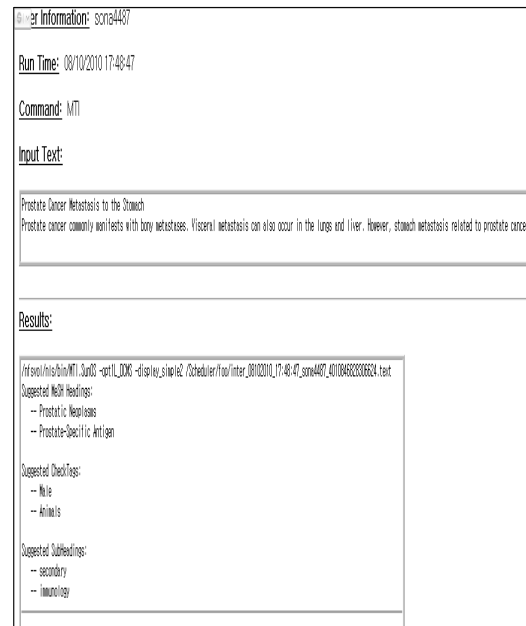 er Information: sona4487
Run Time: 08/10/2010 17:48:47
Command: MTI
Input Text:
Prostate Cancer Metastasis to the Stomach
Prostate cancer commonly manifests with bony metastases. Visceral metastasis can also occur in the lungs and liver. However, stomach metastasis related to prostate cance
Results:
/nfsvol/nls/bin/MTI.SunOS -opt1L_DCMS -display_simple2 /Scheduler/foo/inter_08102010_17:48:47_sona4487_4010846828306624.text
Suggested MeSH Headings:
-- Prostatic Neoplasms
-- Prostate-Specific Antigen
Suggested CheckTags:
-- Male
-- Animals
Suggested SubHeadings:
-- secondary
-- immunology